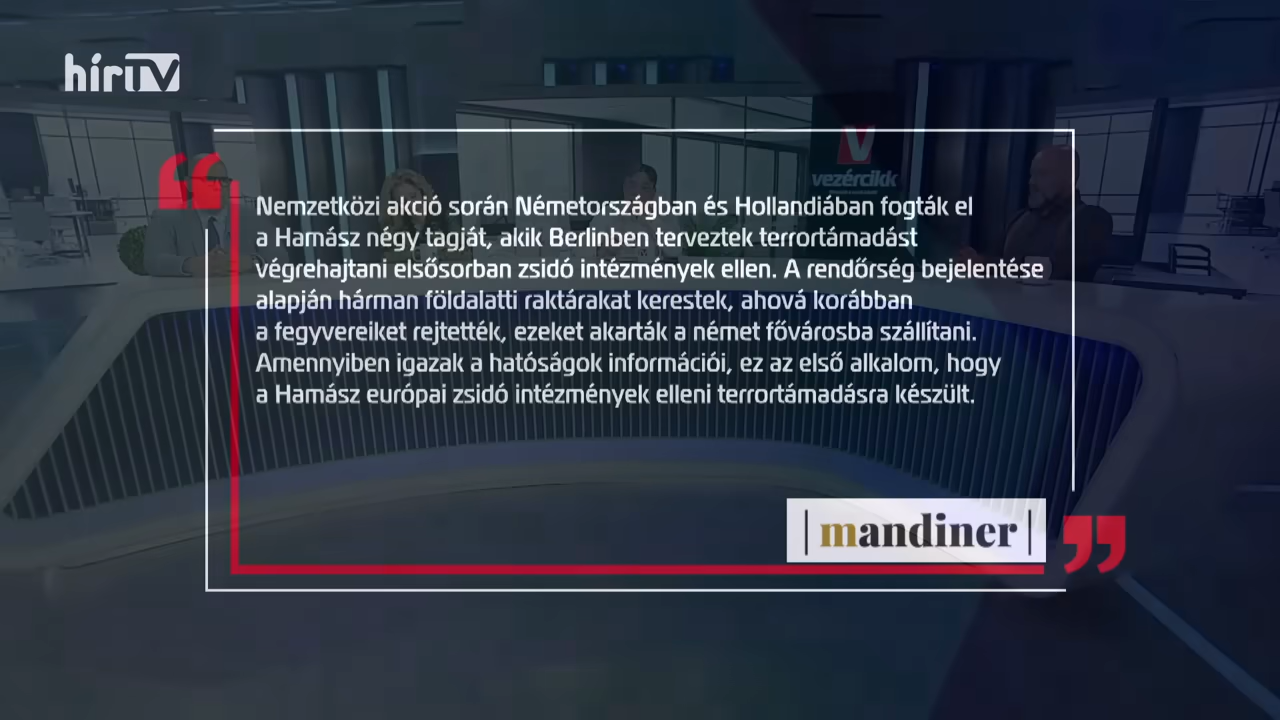 hírTV
V
vezércikk
Nemzetközi akció során Németországban és Hollandiában fogták el
a Hamász négy tagját, akik Berlinben terveztek terrortámadást
végrehajtani elsősorban zsidó intézmények ellen. A rendőrség bejelentése
alapján hárman földalatti raktárakat kerestek, ahová korábban
a fegyvereiket rejtették, ezeket akarták a német fővárosba szállítani.
Amennyiben igazak a hatóságok információi, ez az első alkalom, hogy
a Hamász európai zsidó intézmények elleni terrortámadásra készült.
| mandiner |